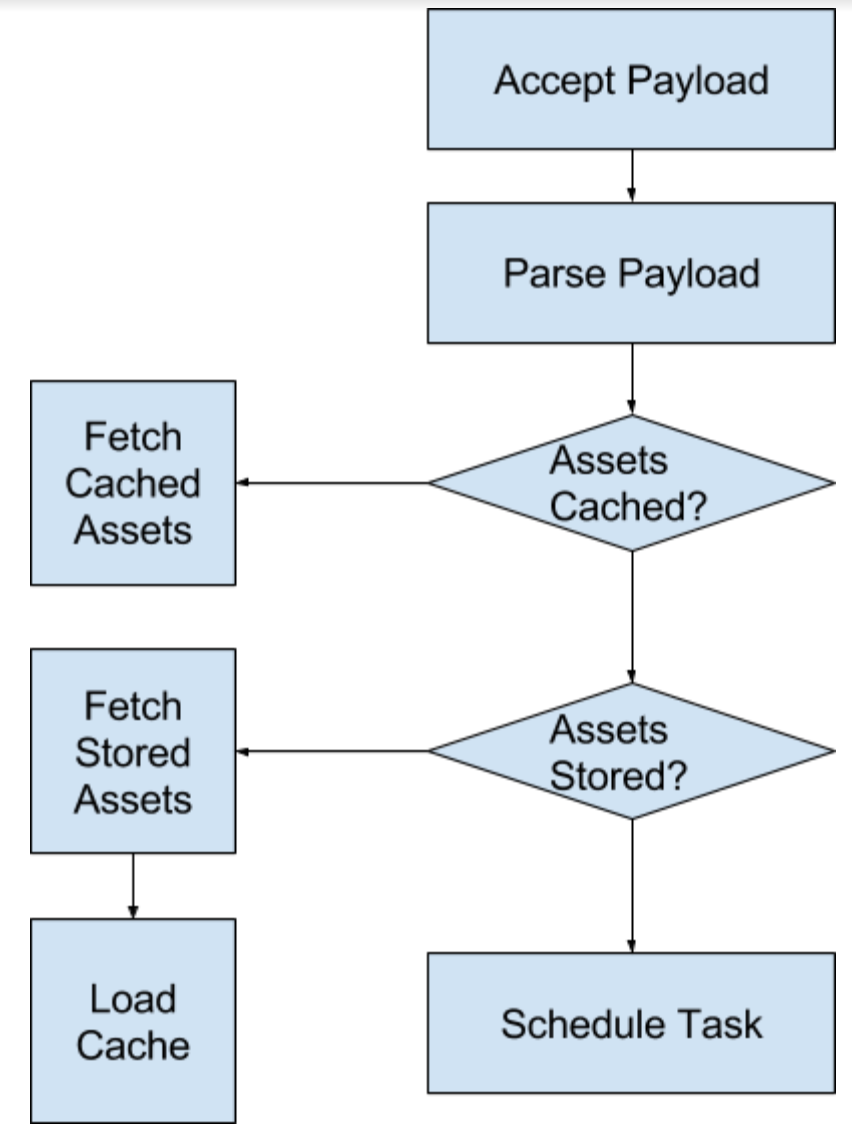 Accept Payload
Parse Payload
Assets
Cached?
Fetch
Cached
Assets
Assets
Stored?
Fetch
Stored
Assets
Load
Cache
Schedule Task